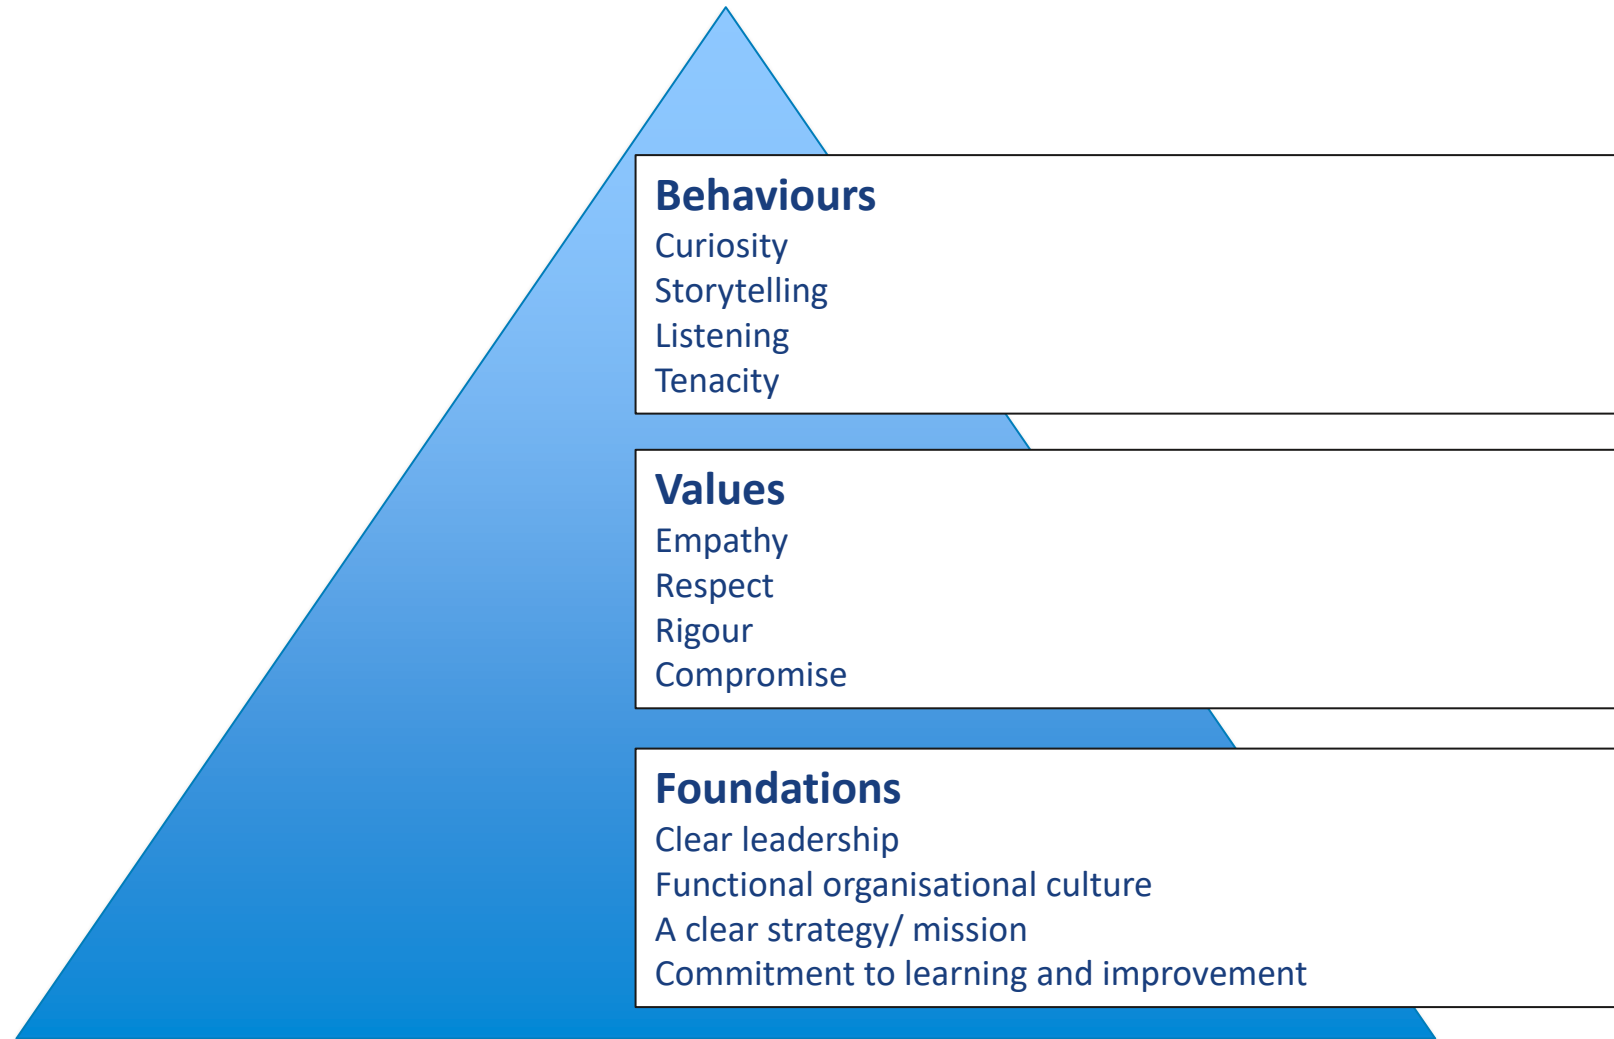 Behaviours
Curiosity
Storytelling
Listening
Tenacity
Values
Empathy
Respect
Rigour
Compromise
Foundations
Clear leadership
Functional organisational culture
A clear strategy/ mission
Commitment to learning and improvement